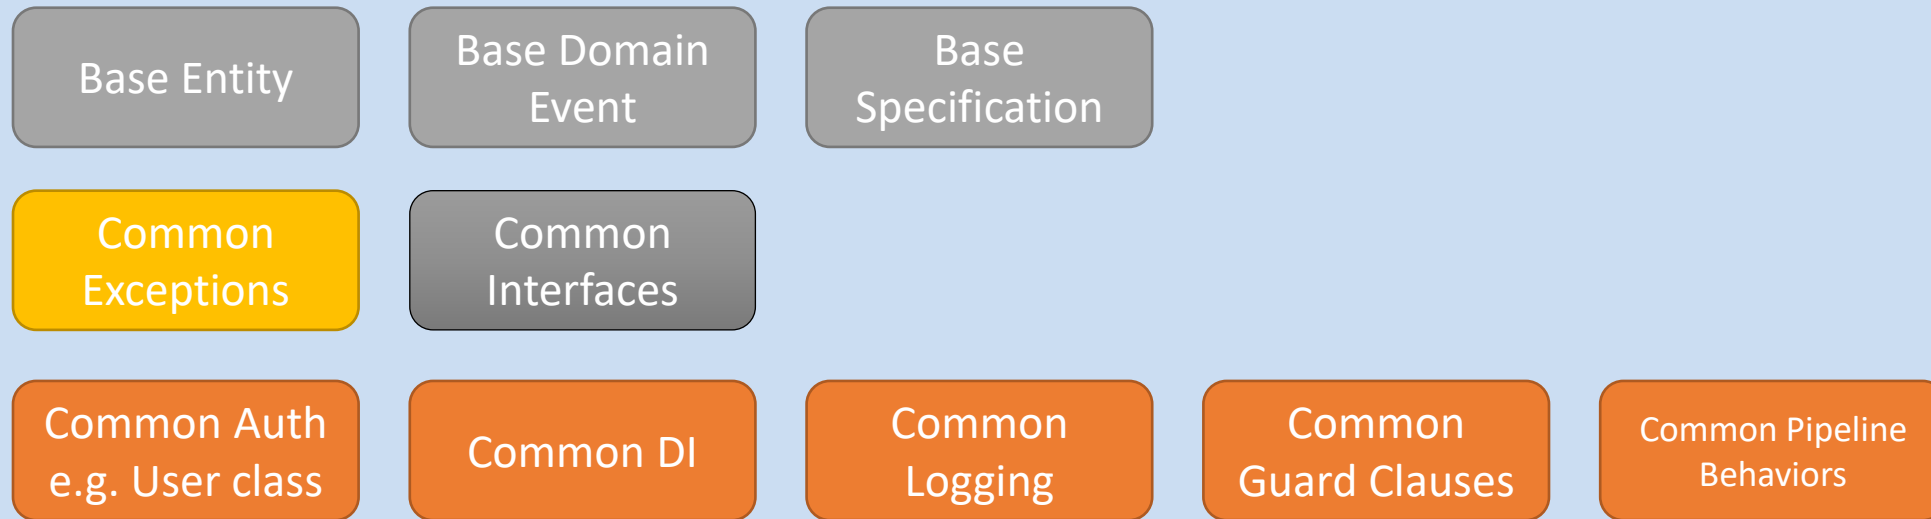 Base Entity
Base Domain
Event
Base
Specification
Common
Exceptions
Common
Interfaces
Common Auth
e.g. User class
Common DI
Common
Logging
Common
Guard Clauses
Common Pipeline
Behaviors